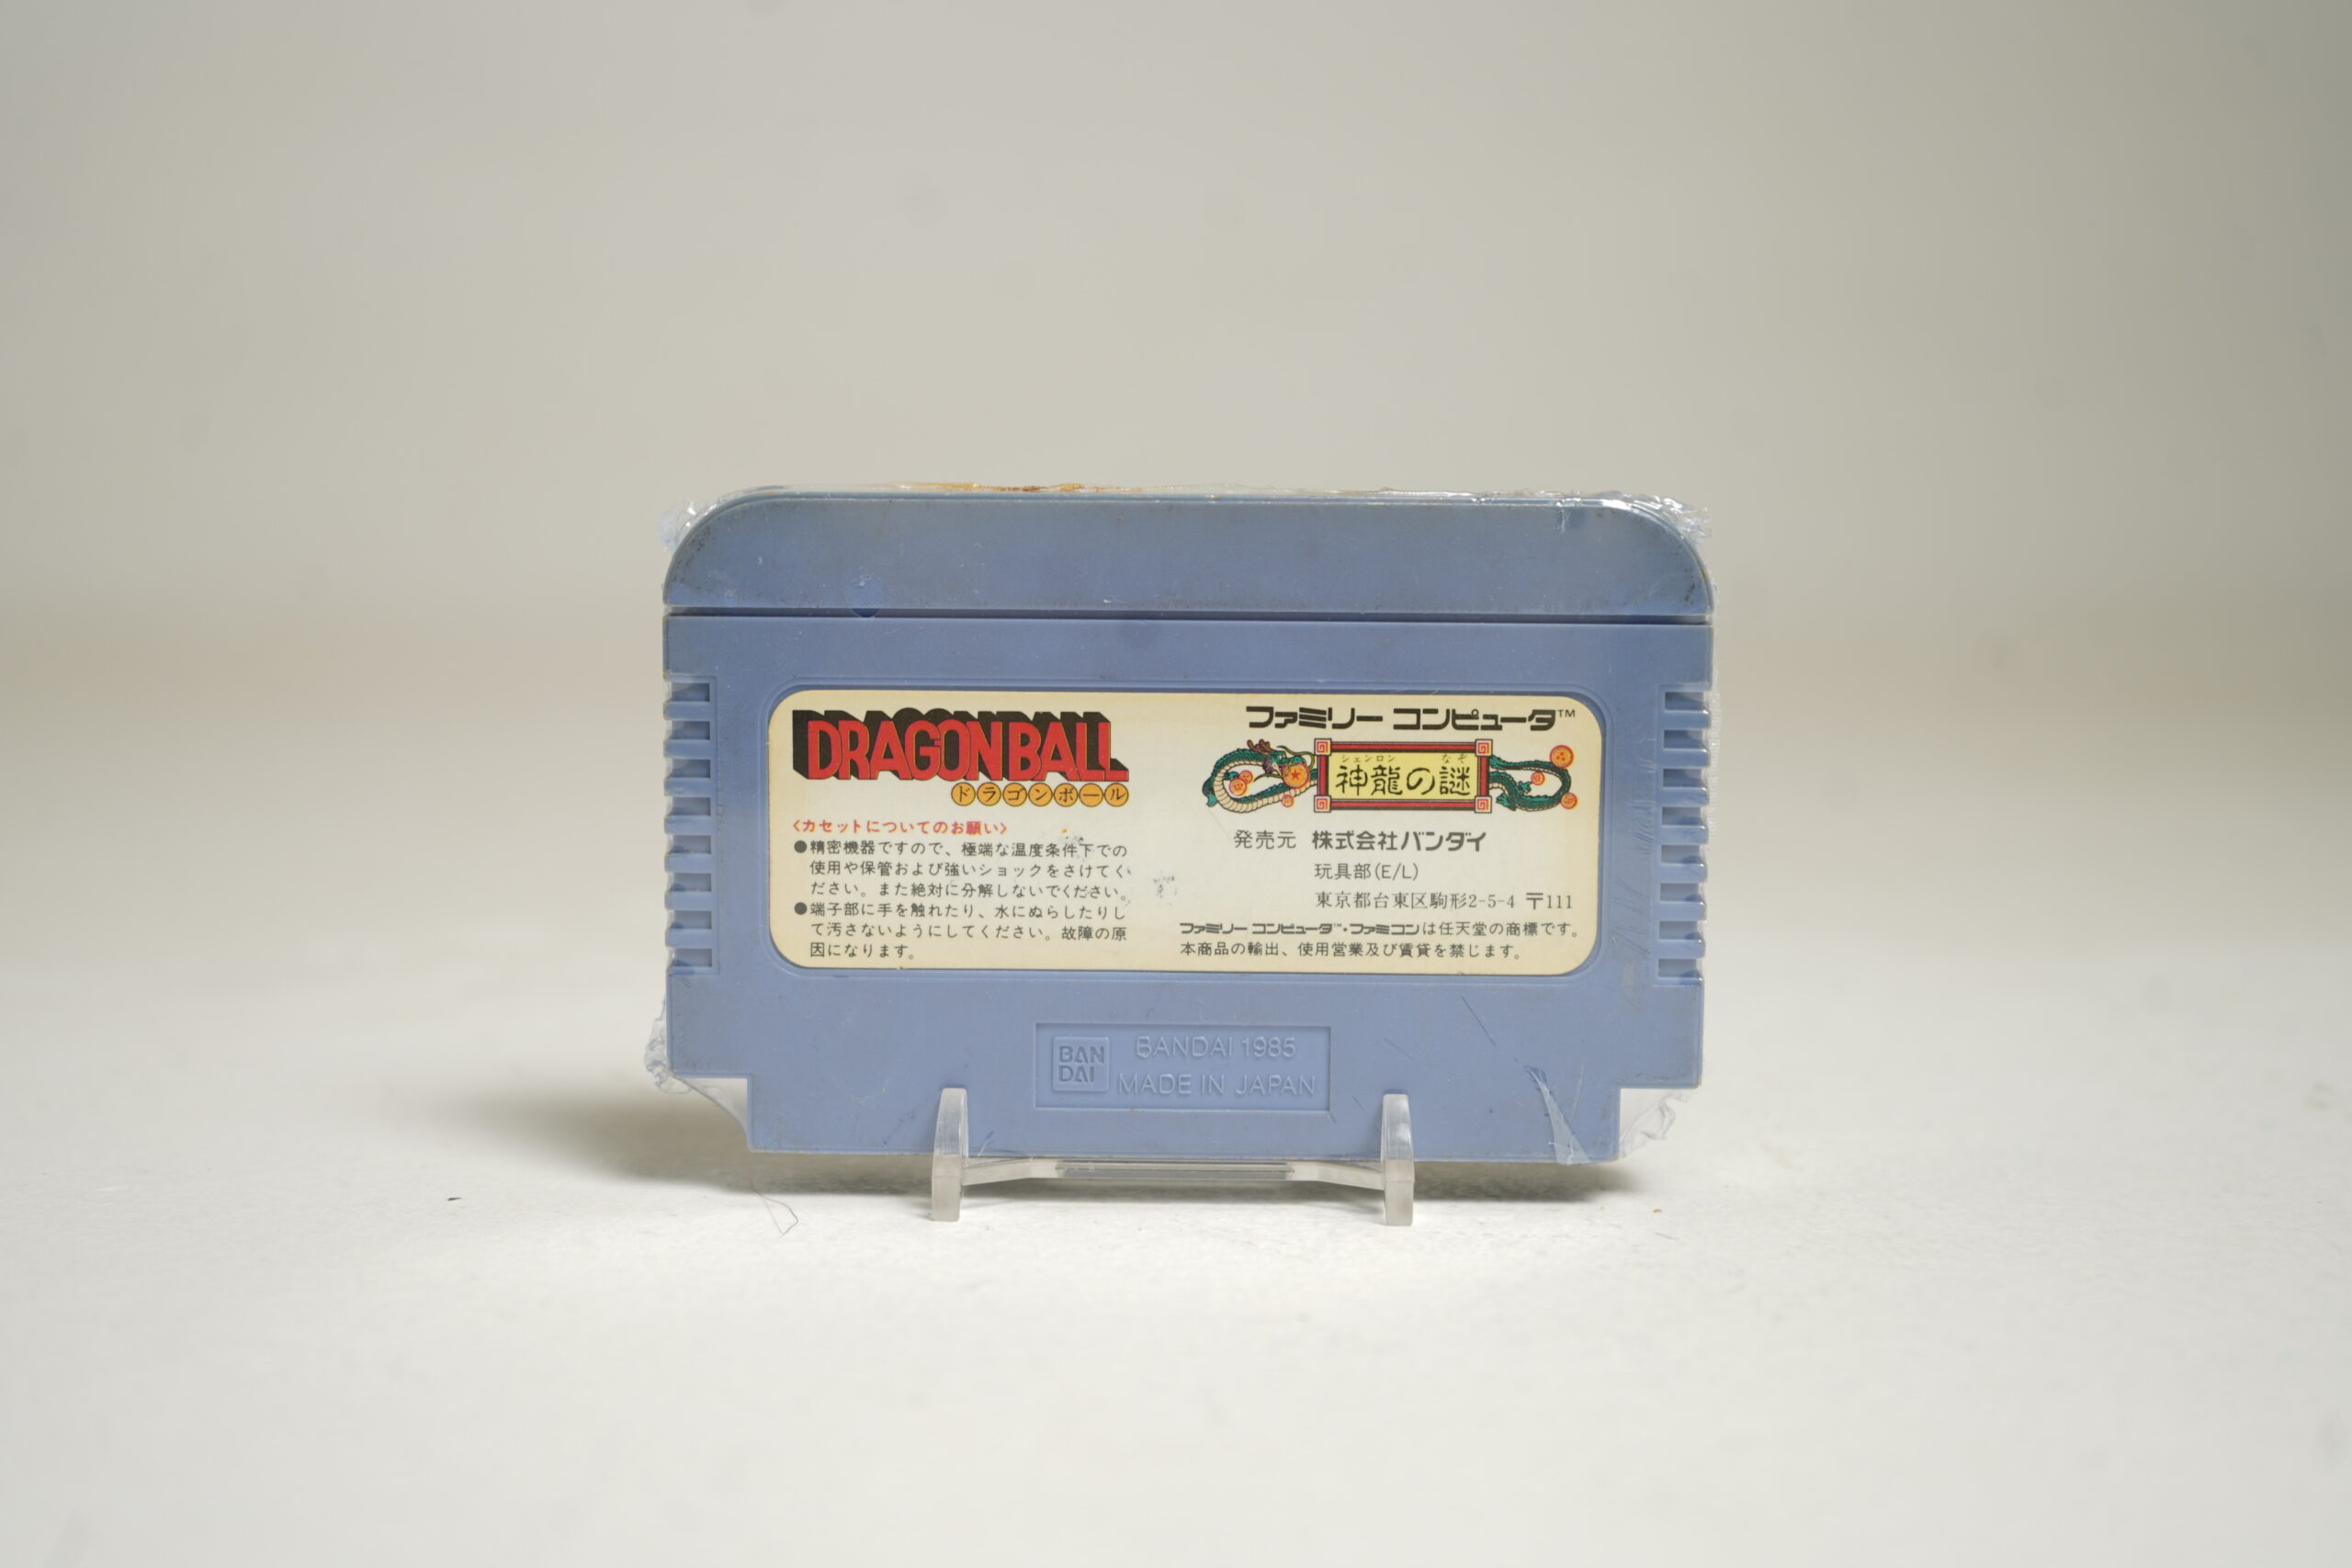 DRAGON BALL
ドラゴンボール
〈カセットについてのお願い〉
●精密機器ですので、極端な温度条件下での
使用や保管および強いショックをさけてく
ださい。また絶対に分解しないでください。
●端子部に手を触れたり、水にぬらしたりし
て汚さないようにしてください。故障の原
因になります。
ファミリー コンピュータ™
シェンロン なぞ
神龍の謎
発売元 株式会社バンダイ
玩具部(E/L)
東京都台東区駒形2-5-4 〒111
ファミリー コンピュータ™・ファミコンは任天堂の商標です。
本商品の輸出、使用営業及び賃貸を禁じます。
BAN
DAI
BANDAI 1985
MADE IN JAPAN